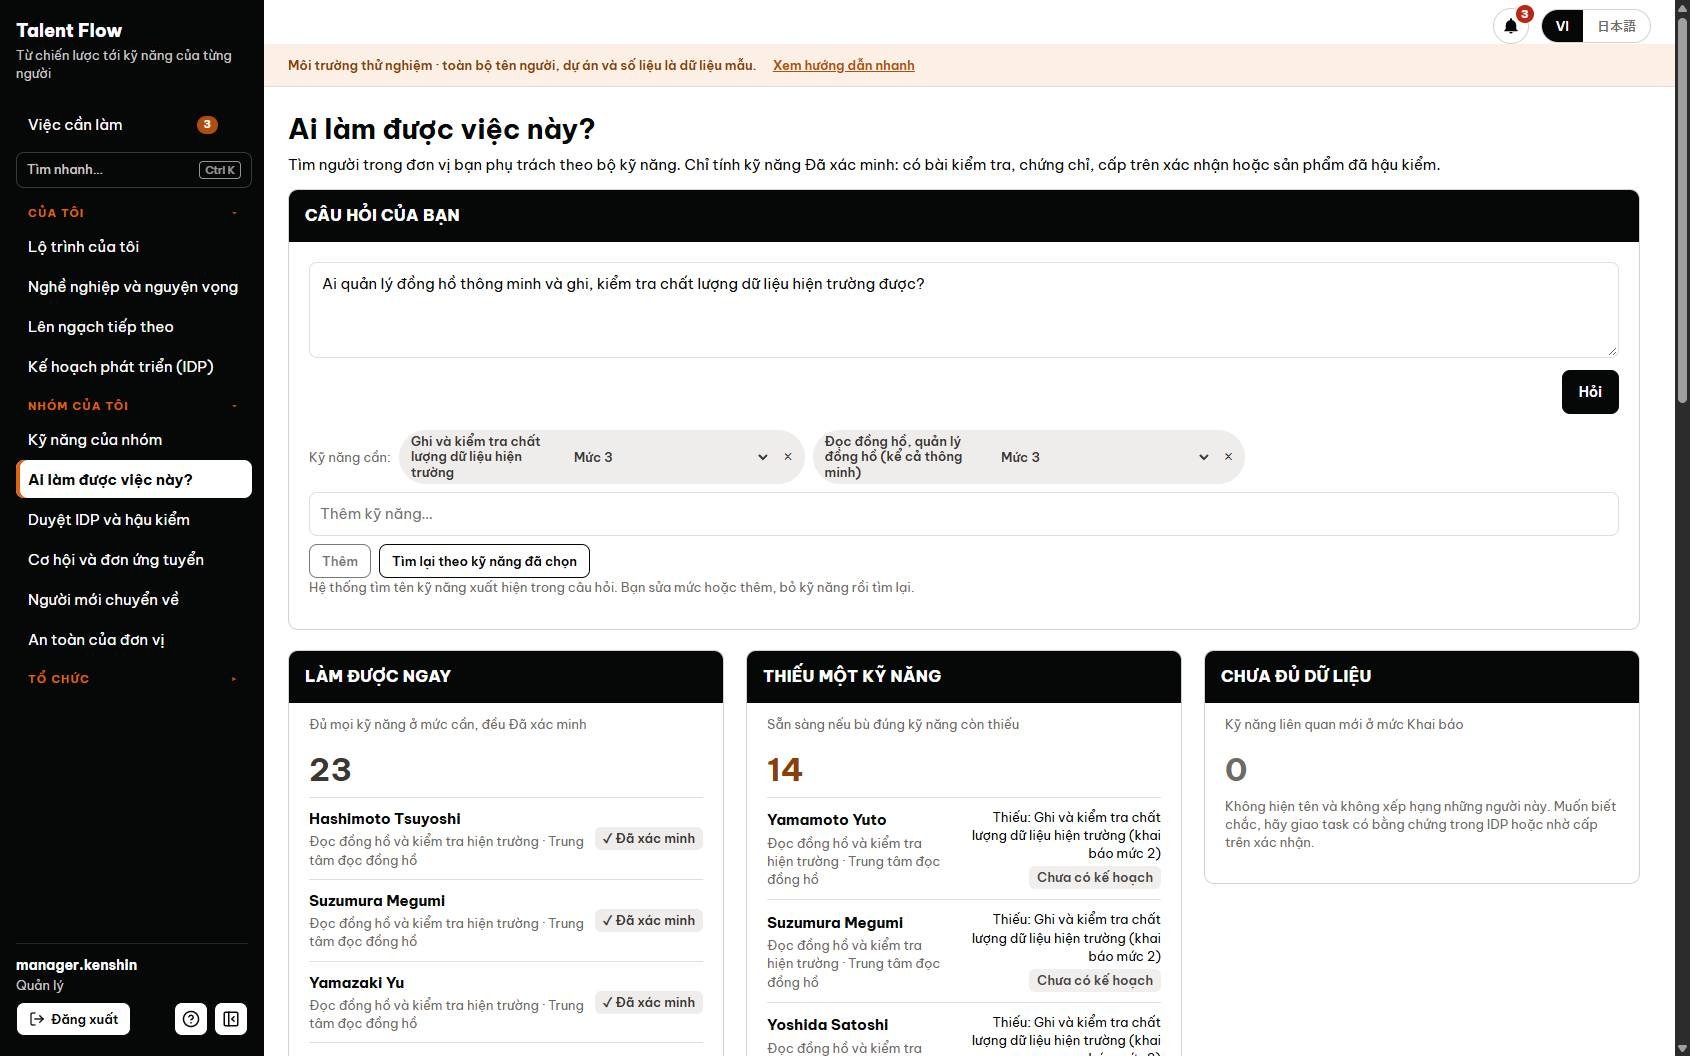 Talent Flow
Từ chiến lược tới kỹ năng của từng
người
Việc cần làm
3
Tìm nhanh...
Ctrl K
CỦA TÔI
Lộ trình của tôi
Nghề nghiệp và nguyện vọng
Lên ngạch tiếp theo
Kế hoạch phát triển (IDP)
NHÓM CỦA TÔI
Kỹ năng của nhóm
Ai làm được việc này?
Duyệt IDP và hậu kiểm
Cơ hội và đơn ứng tuyển
Người mới chuyển về
An toàn của đơn vị
TỔ CHỨC
manager.kenshin
Quản lý
Đăng xuất
3
VI
日本語
Môi trường thử nghiệm · toàn bộ tên người, dự án và số liệu là dữ liệu mẫu.
Xem hướng dẫn nhanh
Ai làm được việc này?
Tìm người trong đơn vị bạn phụ trách theo bộ kỹ năng. Chỉ tính kỹ năng Đã xác minh: có bài kiểm tra, chứng chỉ, cấp trên xác nhận hoặc sản phẩm đã hậu kiểm.
CÂU HỎI CỦA BẠN
Ai quản lý đồng hồ thông minh và ghi, kiểm tra chất lượng dữ liệu hiện trường được?
Hỏi
Kỹ năng cần:
Ghi và kiểm tra chất
lượng dữ liệu hiện
trường
Mức 3
×
Đọc đồng hồ, quản lý
đồng hồ (kể cả thông
minh)
Mức 3
×
Thêm kỹ năng...
Thêm
Tìm lại theo kỹ năng đã chọn
Hệ thống tìm tên kỹ năng xuất hiện trong câu hỏi. Bạn sửa mức hoặc thêm, bỏ kỹ năng rồi tìm lại.
LÀM ĐƯỢC NGAY
Đủ mọi kỹ năng ở mức cần, đều Đã xác minh
23
Hashimoto Tsuyoshi
Đọc đồng hồ và kiểm tra hiện trường · Trung
tâm đọc đồng hồ
✓ Đã xác minh
Suzumura Megumi
Đọc đồng hồ và kiểm tra hiện trường · Trung
tâm đọc đồng hồ
✓ Đã xác minh
Yamazaki Yu
Đọc đồng hồ và kiểm tra hiện trường · Trung
tâm đọc đồng hồ
✓ Đã xác minh
THIẾU MỘT KỸ NĂNG
Sẵn sàng nếu bù đúng kỹ năng còn thiếu
14
Yamamoto Yuto
Đọc đồng hồ và kiểm tra
hiện trường · Trung tâm đọc
đồng hồ
Thiếu: Ghi và kiểm tra chất
lượng dữ liệu hiện trường (khai
báo mức 2)
Chưa có kế hoạch
Suzumura Megumi
Đọc đồng hồ và kiểm tra
hiện trường · Trung tâm đọc
đồng hồ
Thiếu: Ghi và kiểm tra chất
lượng dữ liệu hiện trường (khai
báo mức 2)
Chưa có kế hoạch
Yoshida Satoshi
Đọc đồng hồ và kiểm tra
Thiếu: Ghi và kiểm tra chất
lượng dữ liệu hiện trường (khai
CHƯA ĐỦ DỮ LIỆU
Kỹ năng liên quan mới ở mức Khai báo
0
Không hiện tên và không xếp hạng những người này. Muốn biết
chắc, hãy giao task có bằng chứng trong IDP hoặc nhờ cấp
trên xác nhận.